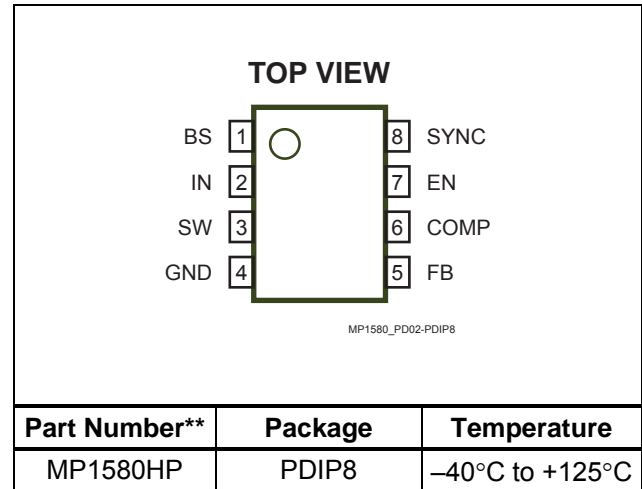 TOP VIEW
BS 1 8 SYNC
IN 2 7 EN
SW 3 6 COMP
GND 4 5 FB
MP1580_PD02-PDIP8
Part Number** Package Temperature
MP1580HP PDIP8 –40°C to +125°C